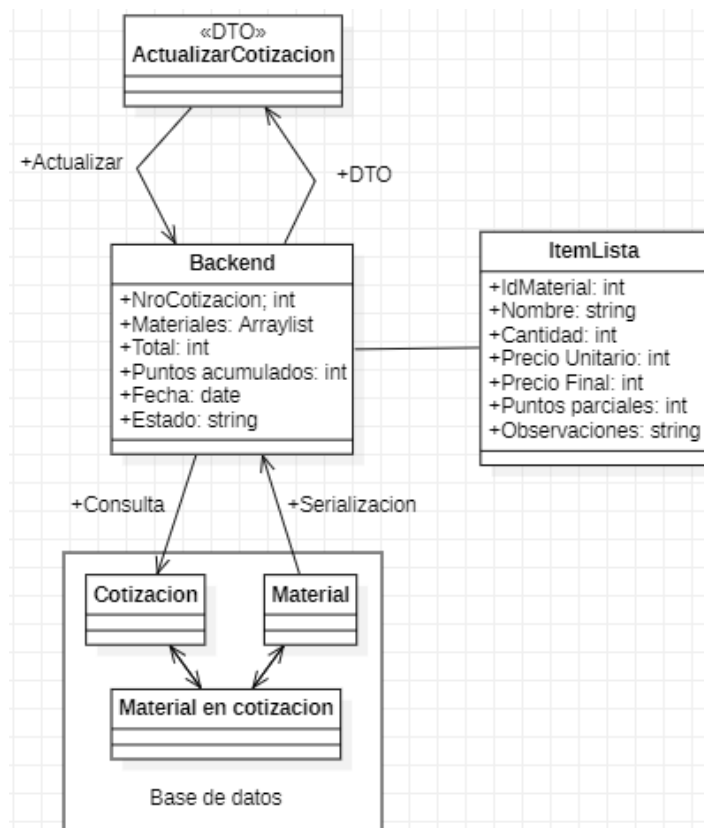 «DTO»
ActualizarCotizacion
+Actualizar
+DTO
Backend
+NroCotizacion; int
+Materiales: Arraylist
+Total: int
+Puntos acumulados: int
+Fecha: date
+Estado: string
ItemLista
+IdMaterial: int
+Nombre: string
+Cantidad: int
+Precio Unitario: int
+Precio Final: int
+Puntos parciales: int
+Observaciones: string
+Consulta
+Serializacion
Cotizacion
Material
Material en cotizacion
Base de datos